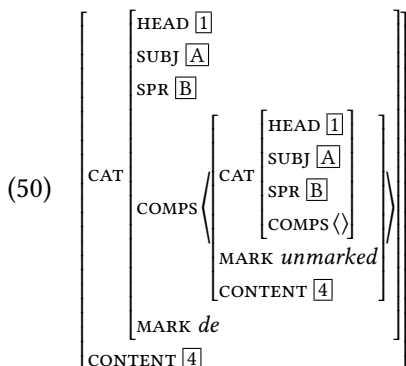 HEAD 1
SUBJ A
SPR B
HEAD 1
SUBJ A
(50) CAT COMPS ⟨ CAT SPR B ⟩
COMPS ⟨⟩
MARK unmarked
CONTENT 4
MARK de
CONTENT 4